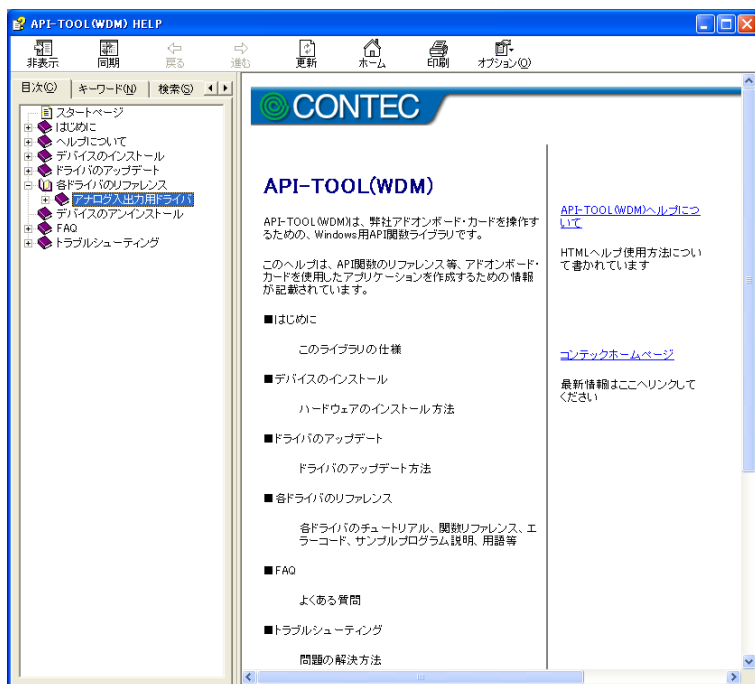 API-TOOL(WDM) HELP
非表示 同期 戻る 進む 更新 ホーム 印刷 オプション(O)
目次(C) キーワード(N) 検索(S)
スタートページ
はじめに
ヘルプについて
デバイスのインストール
ドライバのアップデート
各ドライバのリファレンス
アナログ入出力用ドライバ
デバイスのアンインストール
FAQ
トラブルシューティング
CONTEC
API-TOOL(WDM)
API-TOOL(WDM)は、弊社アドオンボード・カードを操作す
るための、Windows用API関数ライブラリです。
このヘルプは、API関数のリファレンス等、アドオンボード・
カードを使用したアプリケーションを作成するための情報
が記載されています。
■はじめに
このライブラリの仕様
■デバイスのインストール
ハードウェアのインストール方法
■ドライバのアップデート
ドライバのアップデート方法
■各ドライバのリファレンス
各ドライバのチュートリアル、関数リファレンス、エ
ラーコード、サンプルプログラム説明、用語等
■FAQ
よくある質問
■トラブルシューティング
問題の解決方法
API-TOOL(WDM)ヘルプにつ
いて
HTMLヘルプ使用方法につい
て書かれています
コンテックホームページ
最新情報はここへリンクして
ください